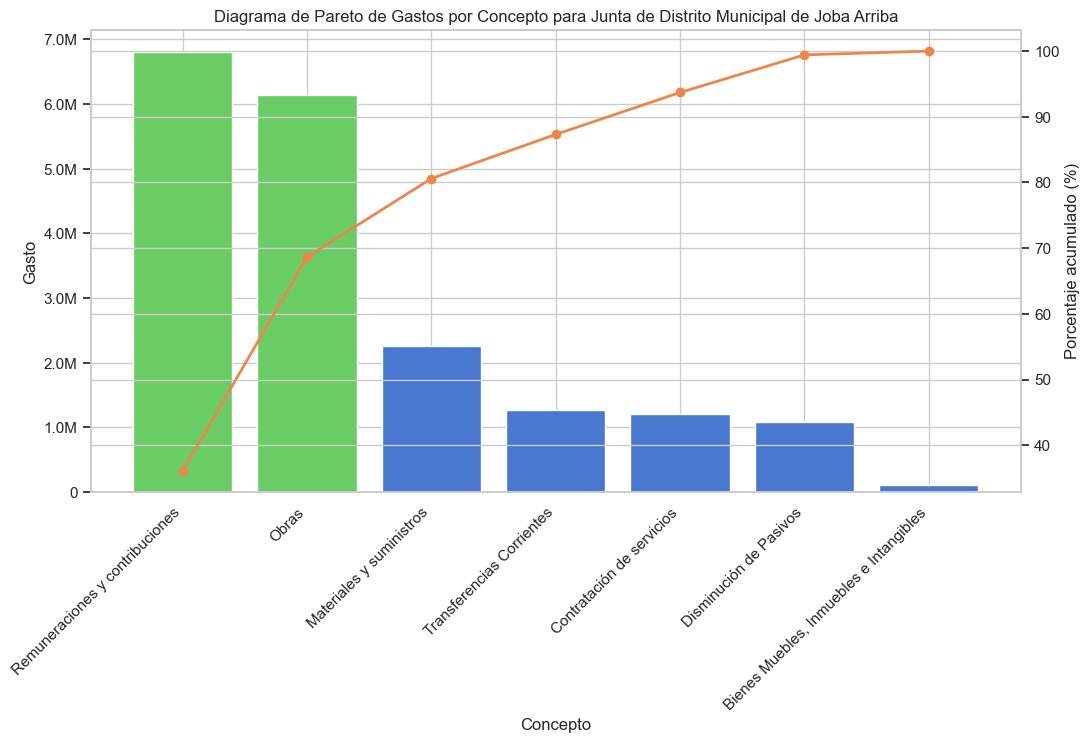 Diagrama de Pareto de Gastos por Concepto para Junta de Distrito Municipal de Joba Arriba
7.0M
6.0M
5.0M
4.0M
3.0M
2.0M
1.0M
0
Gasto
100
90
80
70
60
50
40
Porcentaje acumulado (%)
Remuneraciones y contribuciones
Obras
Materiales y suministros
Transferencias Corrientes
Contratación de servicios
Disminución de Pasivos
Bienes Muebles, Inmuebles e Intangibles
Concepto